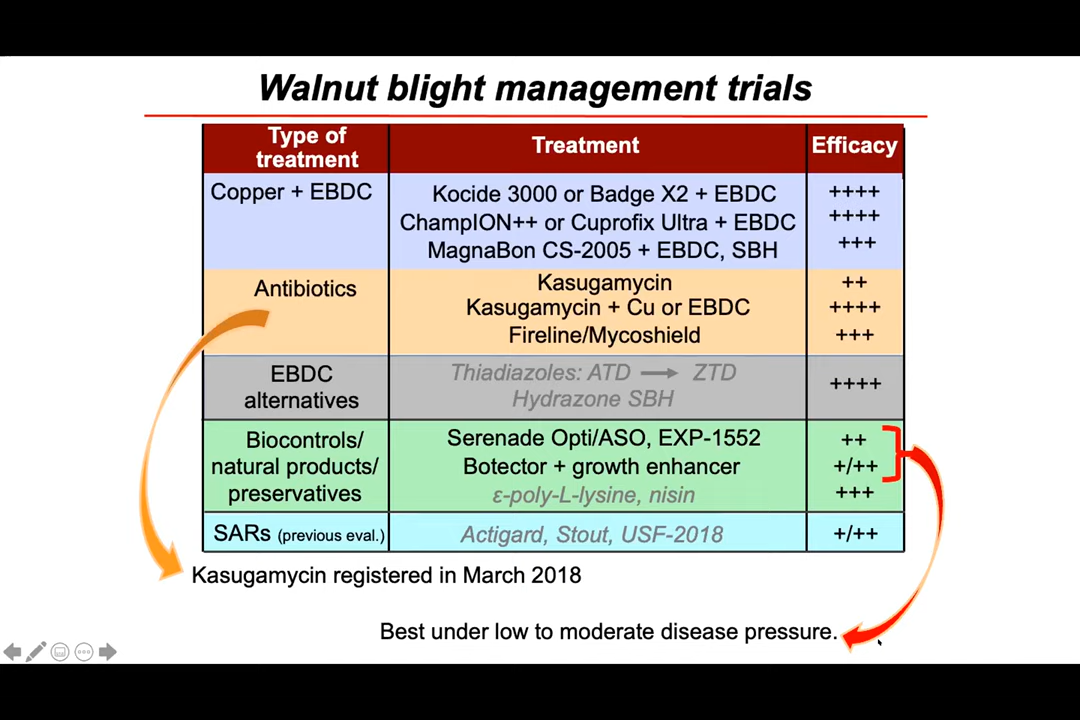 Walnut blight management trials
Type of treatment
Treatment
Efficacy
Copper + EBDC
Kocide 3000 or Badge X2 + EBDC
++++
ChampION++ or Cuprofix Ultra + EBDC
++++
MagnaBon CS-2005 + EBDC, SBH
+++
Antibiotics
Kasugamycin
++
Kasugamycin + Cu or EBDC
++++
Fireline/Mycoshield
+++
EBDC
alternatives
Thiadiazoles: ATD → ZTD
Hydrazone SBH
++++
Biocontrols/
natural products/
preservatives
Serenade Opti/ASO, EXP-1552
++
Botector + growth enhancer
+/++
ε-poly-L-lysine, nisin
+++
SARs (previous eval.)
Actigard, Stout, USF-2018
+/++
Kasugamycin registered in March 2018
Best under low to moderate disease pressure.